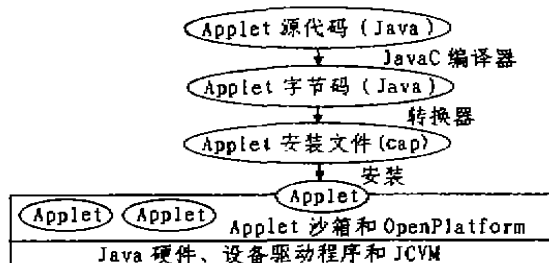 Applet 源代码 (Java)
JavaC 编译器
Applet 字节码 (Java)
转换器
Applet 安装文件(cap)
安装
Applet
Applet Applet
Applet 沙箱和 OpenPlatform
Java 硬件、设备驱动程序和 JCVM